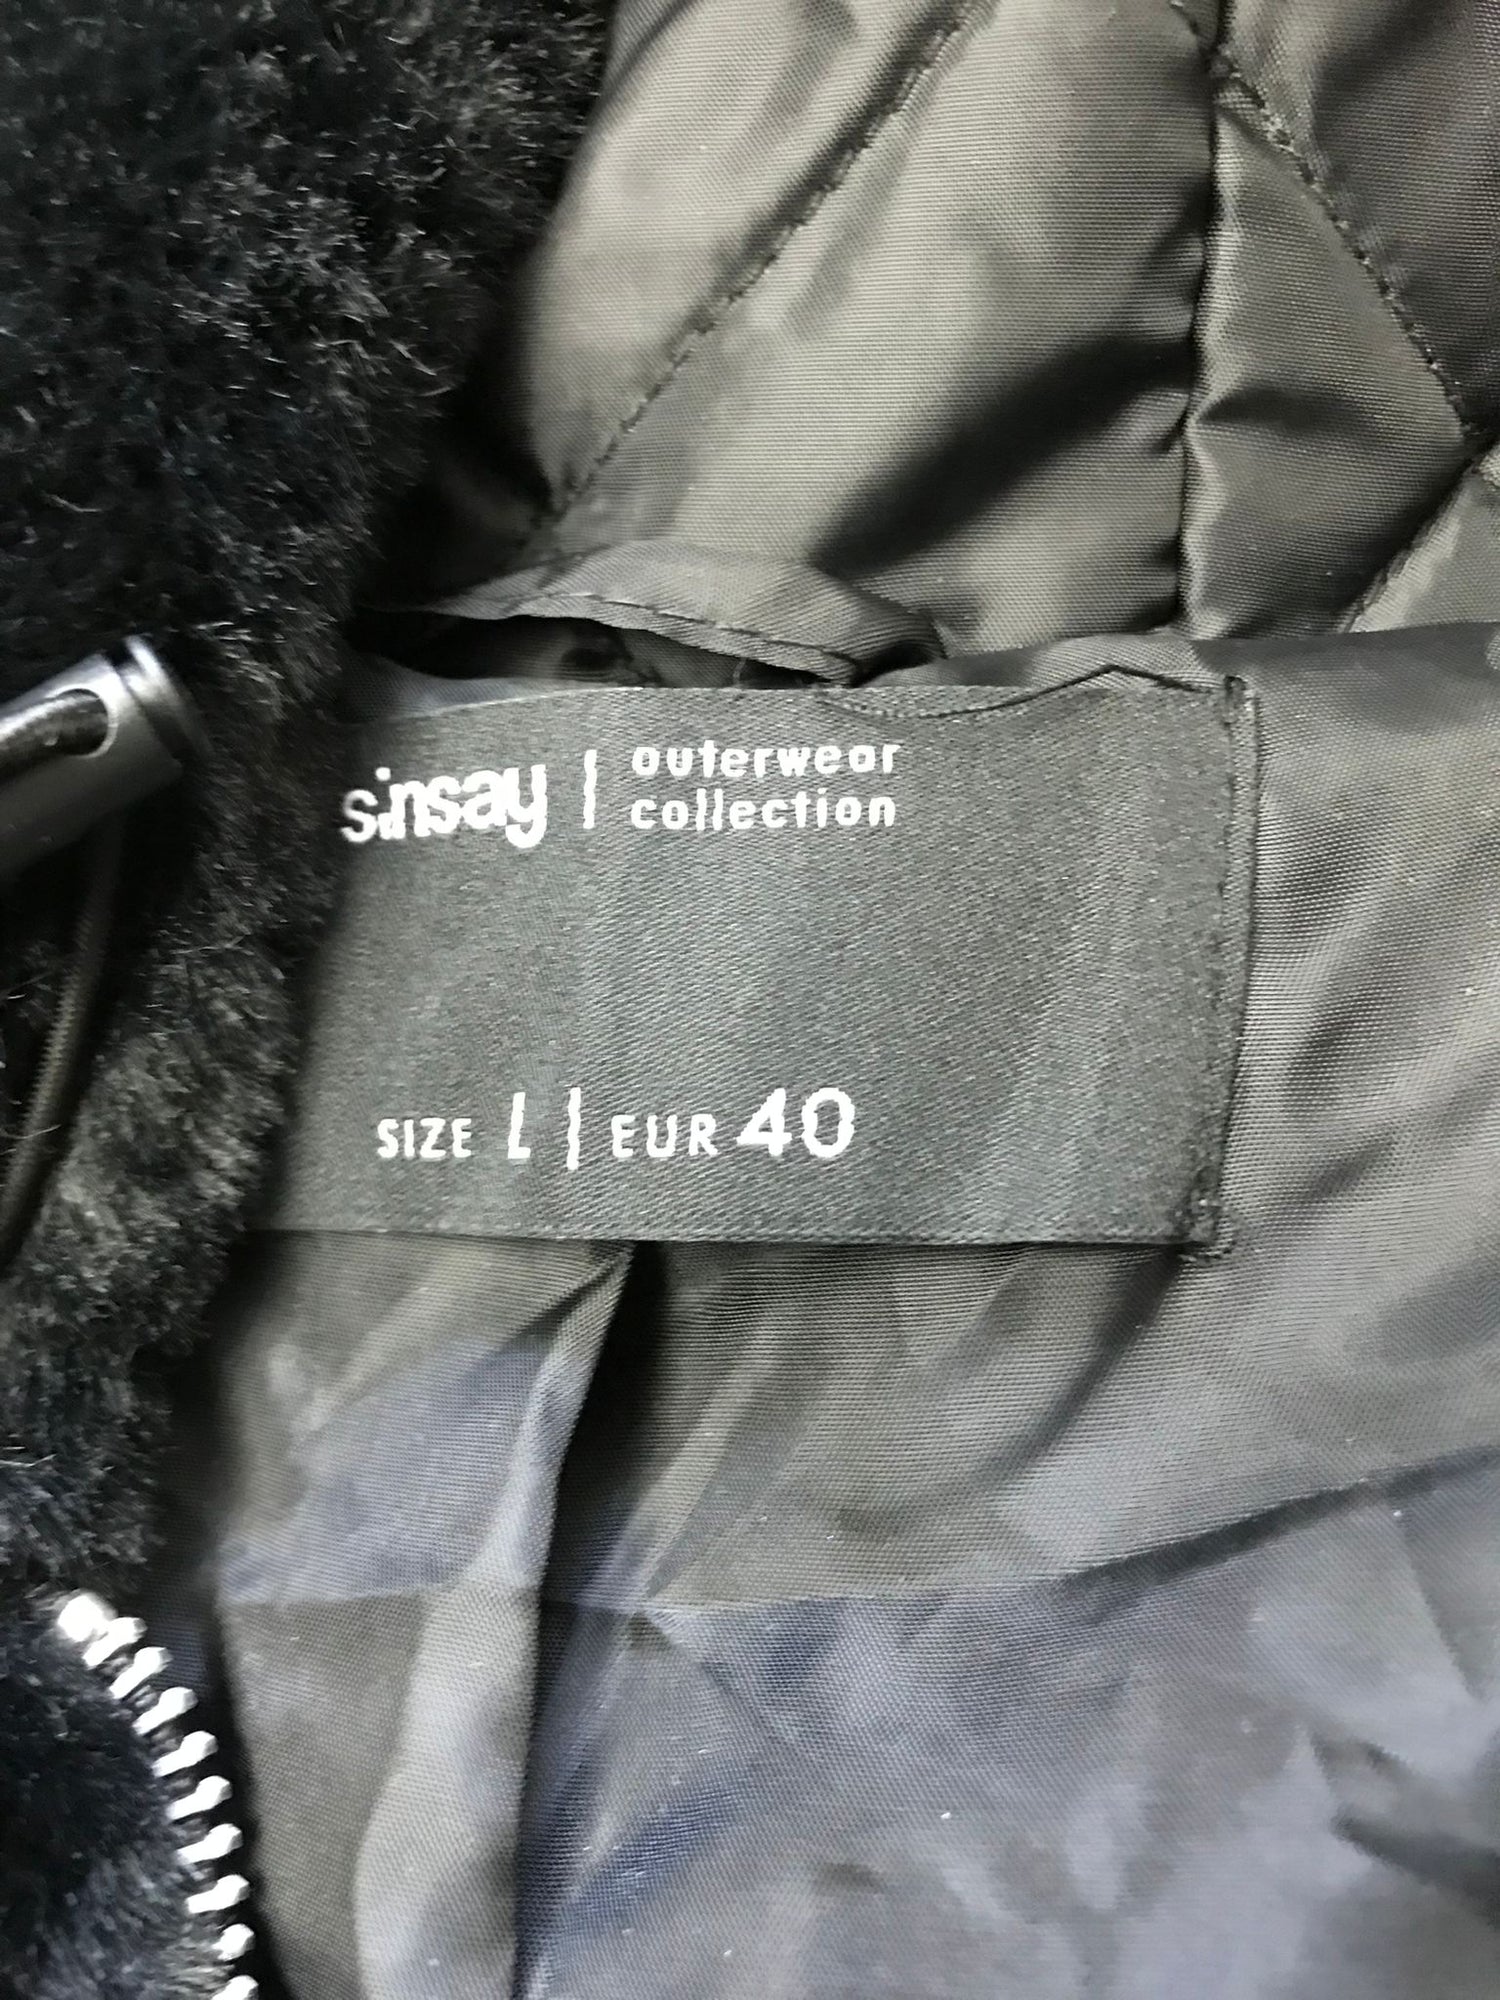 sinsay | outerwear
collection
SIZE L | EUR 40